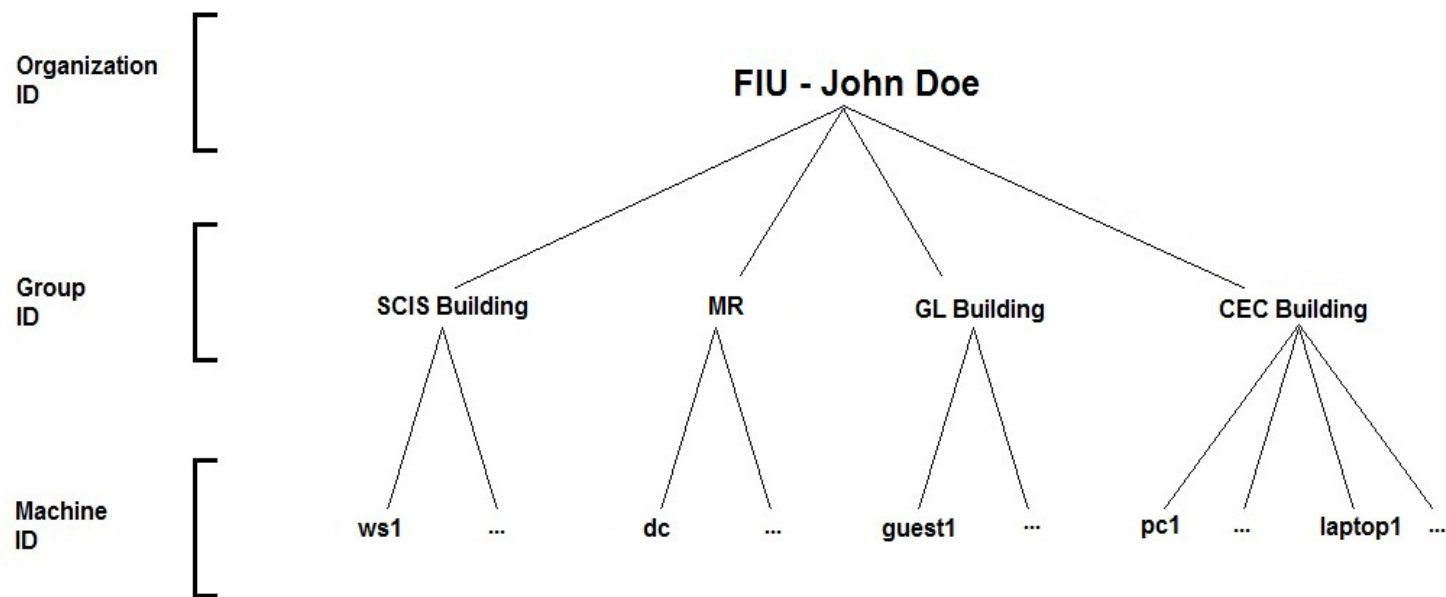 Organization
ID
FIU - John Doe
Group
ID
SCIS Building
MR
GL Building
CEC Building
Machine
ID
ws1
...
dc
...
guest1
...
pc1
...
laptop1
...